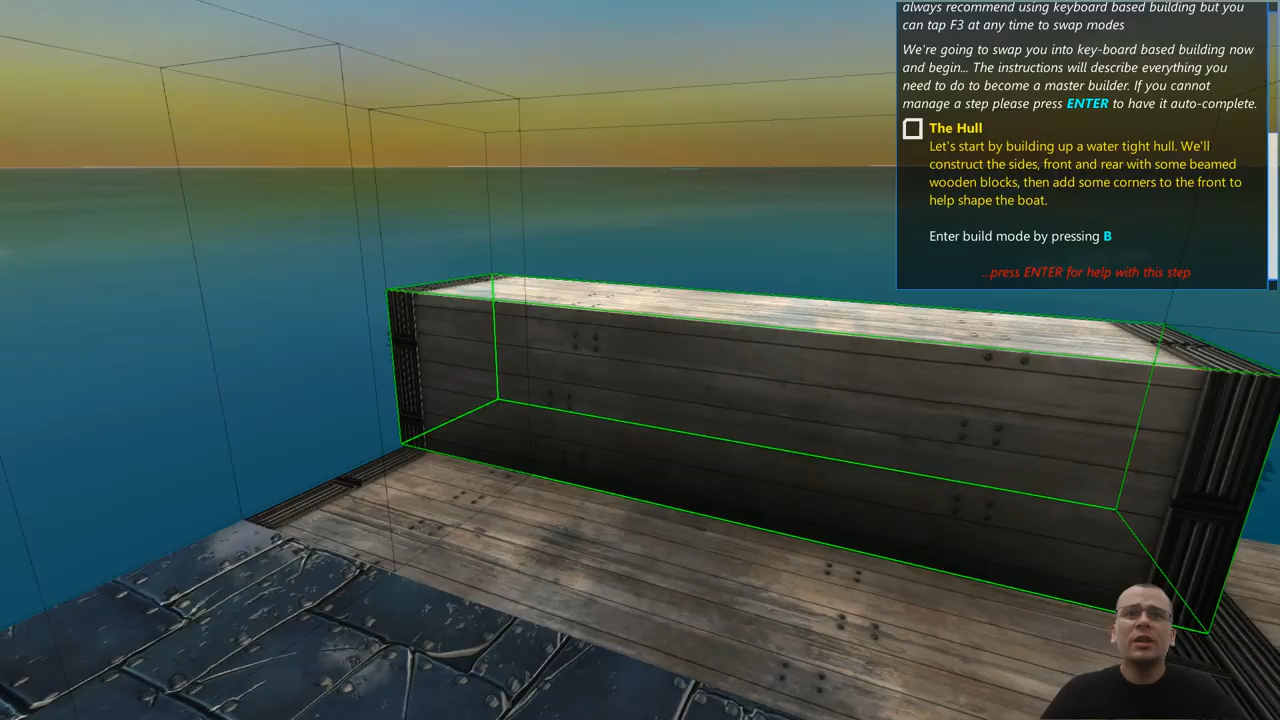 always recommend using keyboard based building but you
can tap F3 at any time to swap modes
We're going to swap you into key-board based building now
and begin... The instructions will describe everything you
need to do to become a master builder. If you cannot
manage a step please press ENTER to have it auto-complete.
The Hull
Let's start by building up a water tight hull. We'll
construct the sides, front and rear with some beamed
wooden blocks, then add some corners to the front to
help shape the boat.
Enter build mode by pressing B
...press ENTER for help with this step